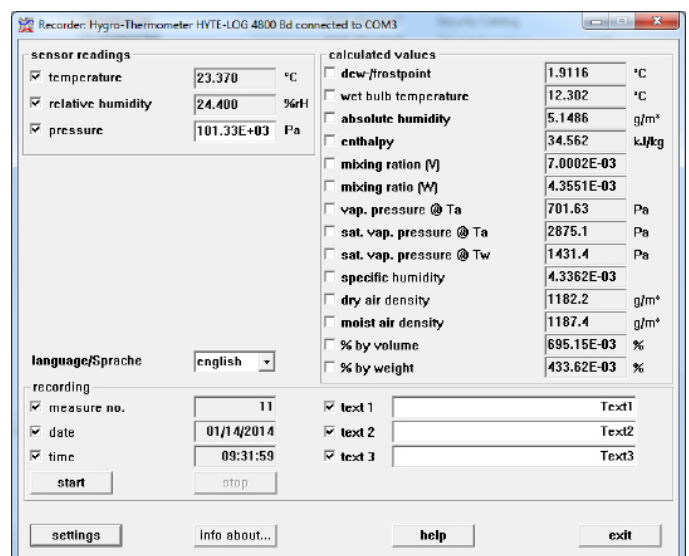 Recorder: Hygro-Thermometer HYTE-LOG 4800 Bd connected to COM3
sensor readings
temperature 23.370 °C
relative humidity 24.400 %rH
pressure 101.33E+03 Pa
calculated values
dew-/frostpoint 1.9116 °C
wet bulb temperature 12.302 °C
absolute humidity 5.1486 g/m³
enthalpy 34.562 kJ/kg
mixing ration (V) 7.0002E-03
mixing ratio (W) 4.3551E-03
vap. pressure @ Ta 701.63 Pa
sat. vap. pressure @ Ta 2875.1 Pa
sat. vap. pressure @ Tw 1431.4 Pa
specific humidity 4.3362E-03
dry air density 1182.2 g/m³
moist air density 1187.4 g/m³
% by volume 695.15E-03 %
% by weight 433.62E-03 %
language/Sprache english
recording
measure no. 11 text 1 Text1
date 01/14/2014 text 2 Text2
time 09:31:59 text 3 Text3
start stop
settings info about... help exit